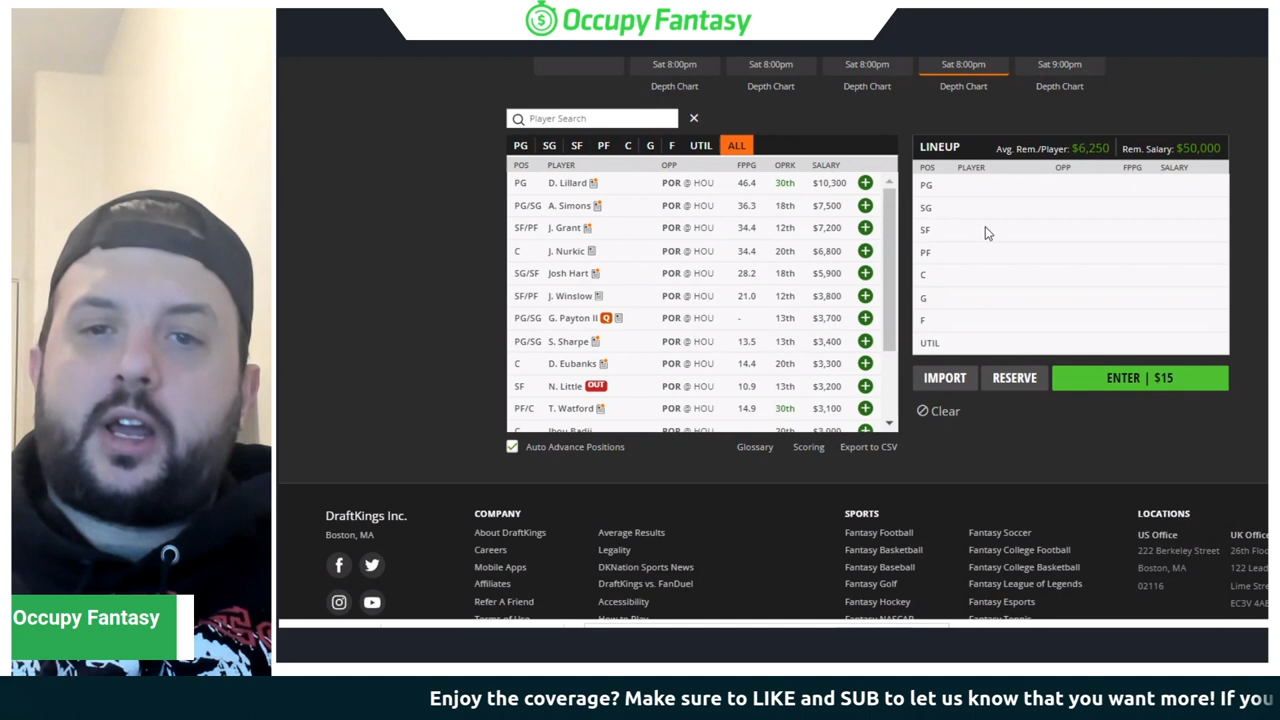 Occupy Fantasy
Sat 8:00pm Sat 8:00pm Sat 8:00pm Sat 8:00pm Sat 9:00pm
Depth Chart Depth Chart Depth Chart Depth Chart Depth Chart
Player Search
PG SG SF PF C G F UTIL ALL
POS PLAYER OPP FPPG OPRK SALARY
PG D. Lillard POR @ HOU 46.4 30th $10,300
PG/SG A. Simons POR @ HOU 36.3 18th $7,500
SF/PF J. Grant POR @ HOU 34.4 12th $7,200
C J. Nurkic POR @ HOU 34.4 20th $6,800
SG/SF Josh Hart POR @ HOU 28.2 18th $5,900
SF/PF J. Winslow POR @ HOU 21.0 12th $3,800
PG/SG G. Payton II Q POR @ HOU - 13th $3,700
PG/SG S. Sharpe POR @ HOU 13.5 13th $3,400
C D. Eubanks POR @ HOU 14.4 20th $3,300
SF N. Little OUT POR @ HOU 10.9 13th $3,200
PF/C T. Watford POR @ HOU 14.9 30th $3,100
Auto Advance Positions Glossary Scoring Export to CSV
LINEUP Avg. Rem./Player: $6,250 Rem. Salary: $50,000
POS PLAYER OPP FPPG SALARY
PG
SG
SF
PF
C
G
F
UTIL
IMPORT RESERVE ENTER | $15
Clear
DraftKings Inc.
Boston, MA
COMPANY
About DraftKings Average Results
Careers Legality
Mobile Apps DKNation Sports News
Affiliates DraftKings vs. FanDuel
Refer A Friend Accessibility
SPORTS
Fantasy Football Fantasy Soccer
Fantasy Basketball Fantasy College Football
Fantasy Baseball Fantasy College Basketball
Fantasy Golf Fantasy League of Legends
Fantasy Hockey Fantasy Esports
LOCATIONS
US Office UK Offic
222 Berkeley Street 26th Floo
Boston, MA 122 Lead
02116 Lime Stre
EC3V 4AB
Occupy Fantasy
Enjoy the coverage? Make sure to LIKE and SUB to let us know that you want more! If you